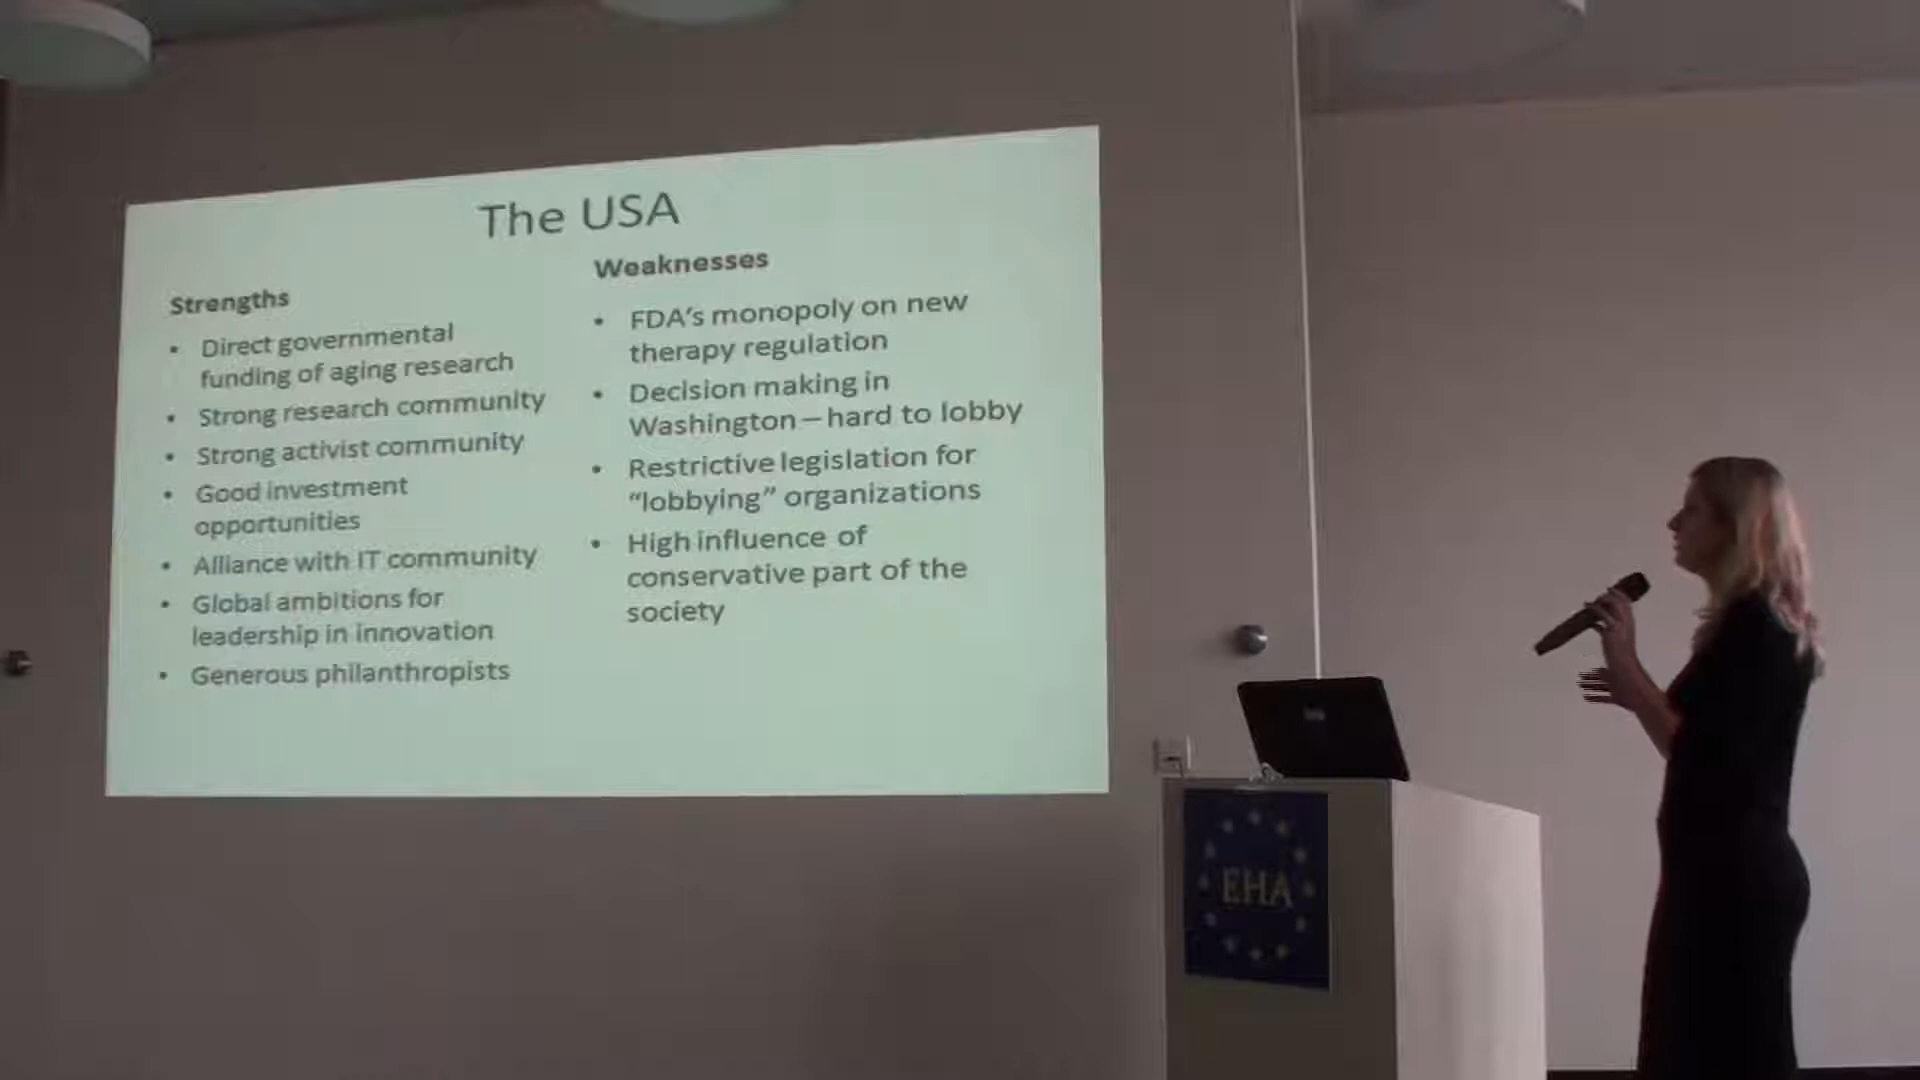 The USA
Strengths
• Direct governmental
funding of aging research
• Strong research community
• Strong activist community
• Good investment
opportunities
• Alliance with IT community
• Global ambitions for
leadership in innovation
• Generous philanthropists
Weaknesses
• FDA's monopoly on new
therapy regulation
• Decision making in
Washington – hard to lobby
• Restrictive legislation for
“lobbying” organizations
• High influence of
conservative part of the
society
EHA